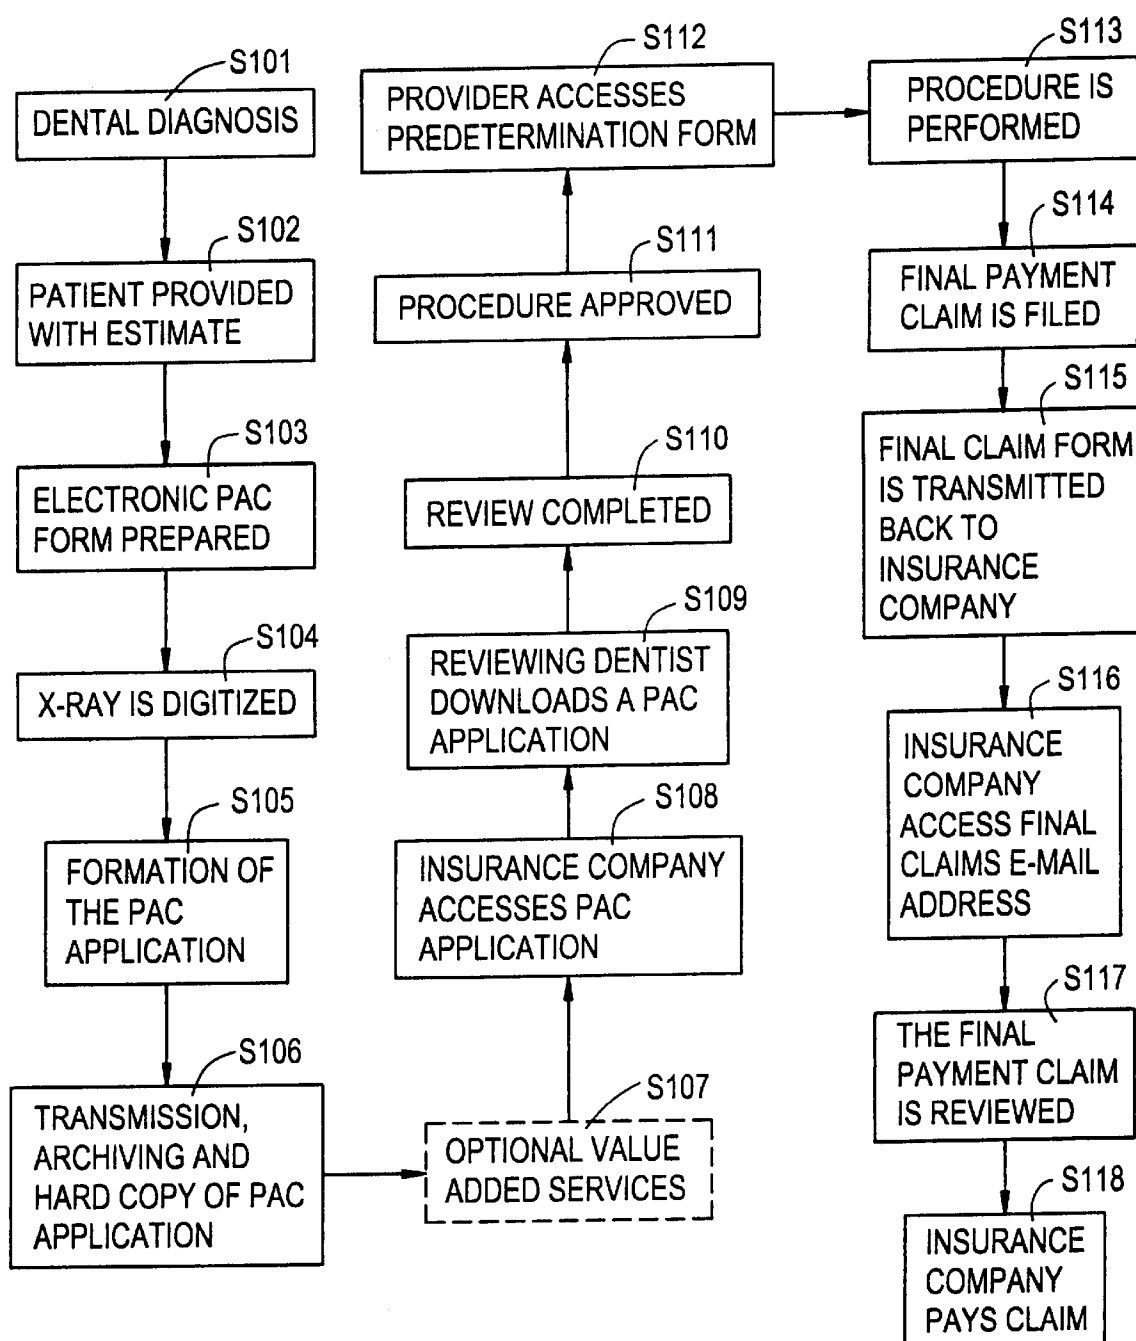 S101
DENTAL DIAGNOSIS
S102
PATIENT PROVIDED
WITH ESTIMATE
S103
ELECTRONIC PAC
FORM PREPARED
S104
X-RAY IS DIGITIZED
S105
FORMATION OF
THE PAC
APPLICATION
S106
TRANSMISSION,
ARCHIVING AND
HARD COPY OF PAC
APPLICATION
S107
OPTIONAL VALUE
ADDED SERVICES
S108
INSURANCE COMPANY
ACCESSES PAC
APPLICATION
S109
REVIEWING DENTIST
DOWNLOADS A PAC
APPLICATION
S110
REVIEW COMPLETED
S111
PROCEDURE APPROVED
S112
PROVIDER ACCESSES
PREDETERMINATION FORM
S113
PROCEDURE IS
PERFORMED
S114
FINAL PAYMENT
CLAIM IS FILED
S115
FINAL CLAIM FORM
IS TRANSMITTED
BACK TO
INSURANCE
COMPANY
S116
INSURANCE
COMPANY
ACCESS FINAL
CLAIMS E-MAIL
ADDRESS
S117
THE FINAL
PAYMENT CLAIM
IS REVIEWED
S118
INSURANCE
COMPANY
PAYS CLAIM